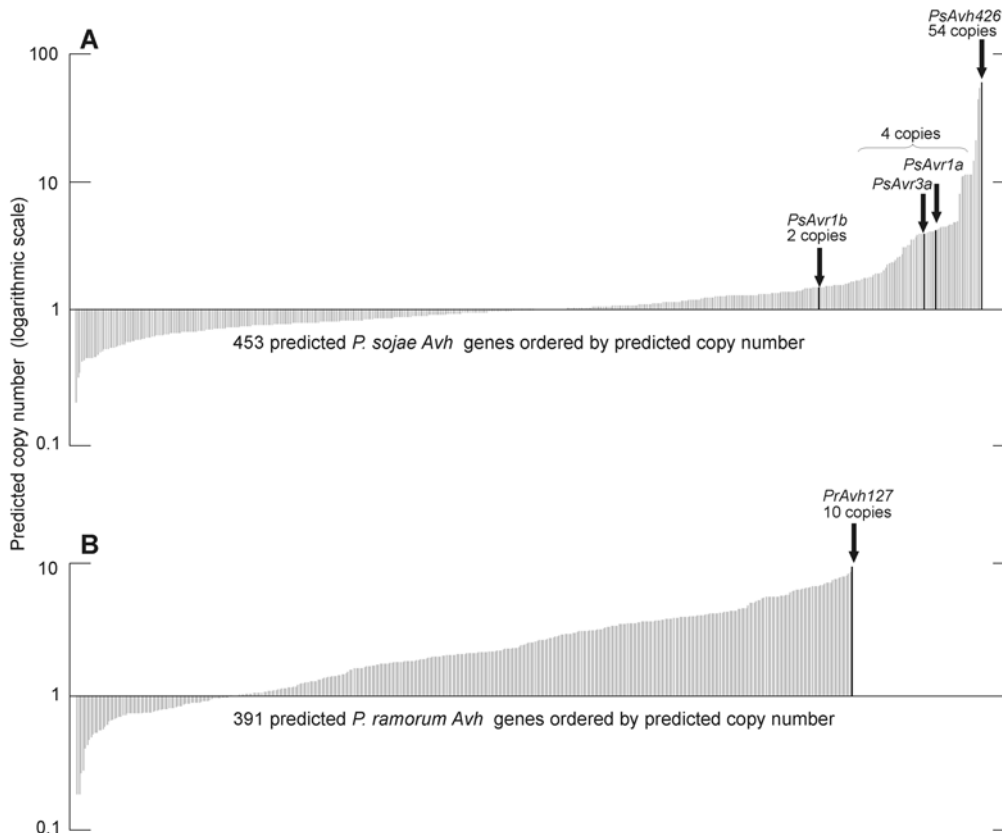 A
PsAvh426
54 copies
100
4 copies
PsAvr1a
PsAvr3a
10
PsAvr1b
2 copies
1
453 predicted P. sojae Avh genes ordered by predicted copy number
0.1
Predicted copy number (logarithmic scale)
PrAvh127
10 copies
B
10
1
391 predicted P. ramorum Avh genes ordered by predicted copy number
0.1